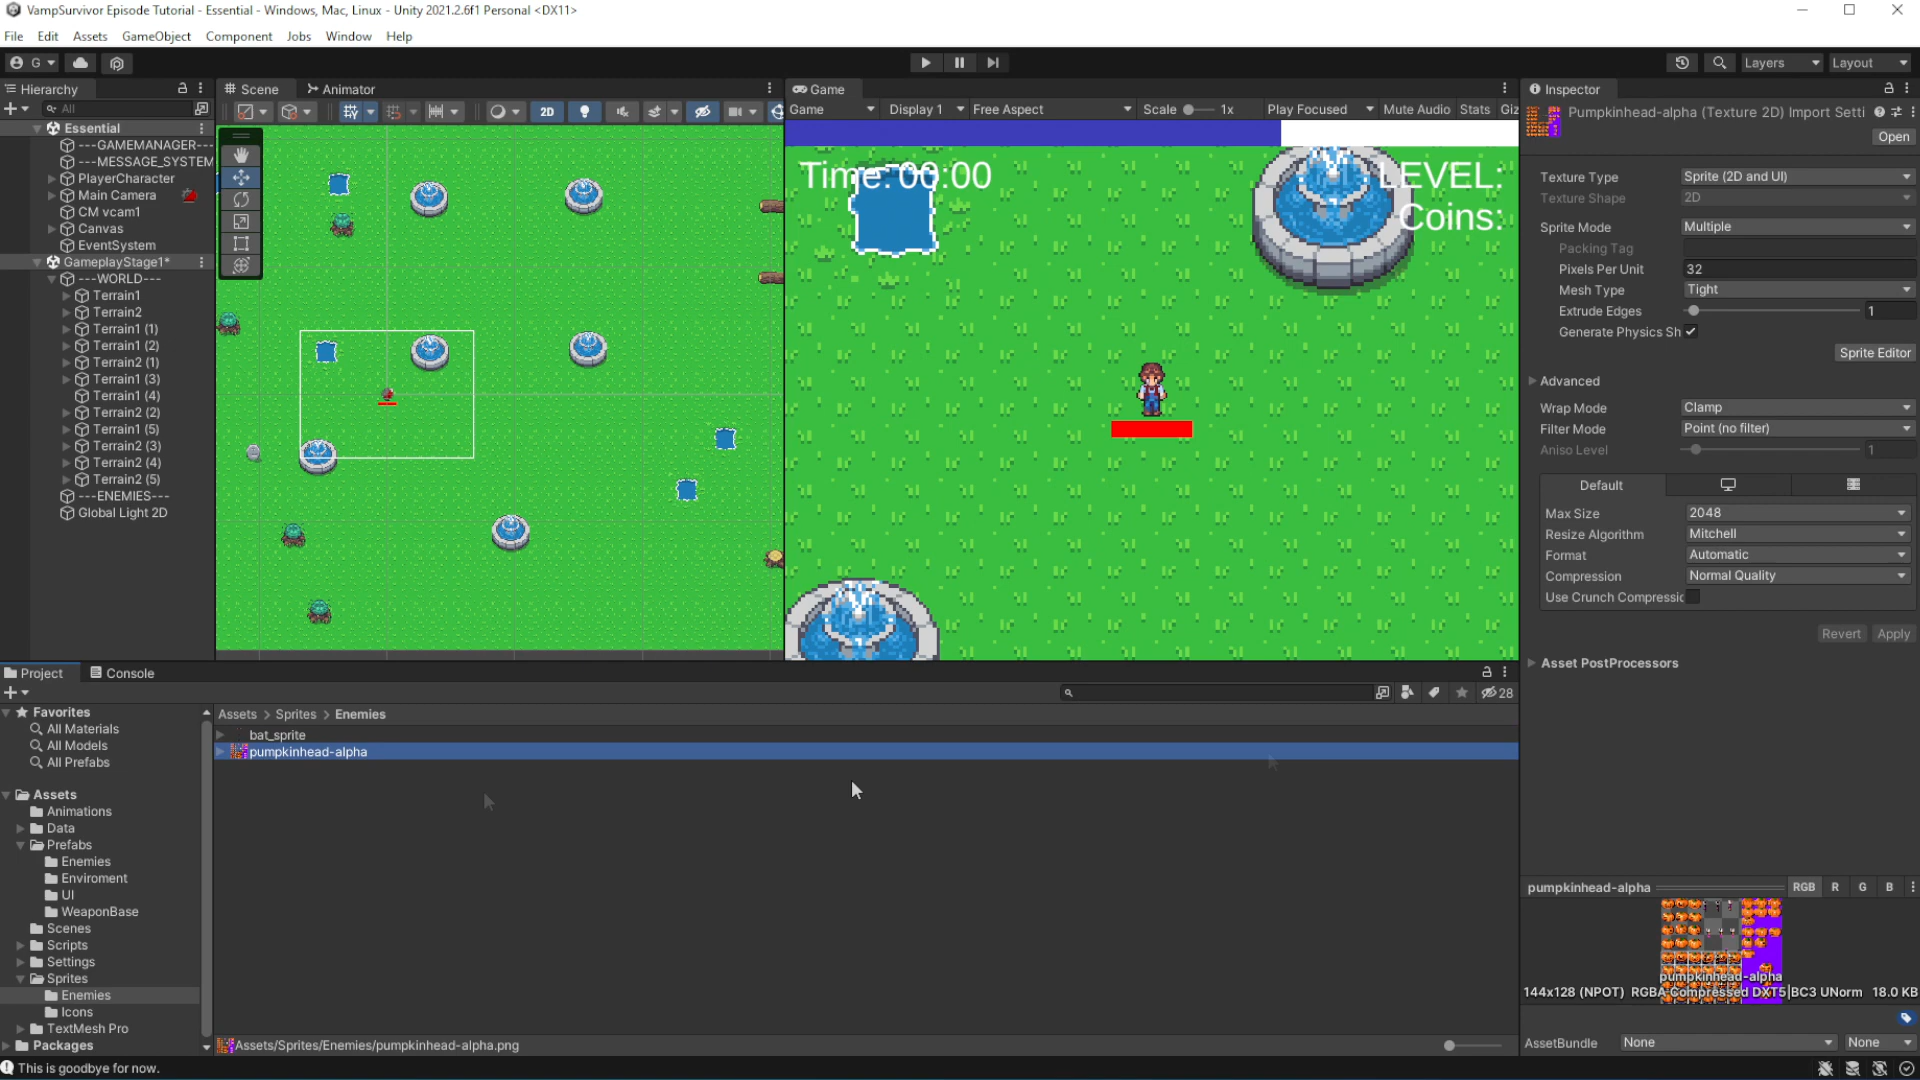 VampSurvivor Episode Tutorial - Essential - Windows, Mac, Linux - Unity 2021.2.6f1 Personal <DX11>
File Edit Assets GameObject Component Jobs Window Help
G Layers Layout
Hierarchy
All
Essential
---GAMEMANAGER---
---MESSAGE_SYSTEM
PlayerCharacter
Main Camera
CM vcam1
Canvas
EventSystem
GameplayStage1*
---WORLD---
Terrain1
Terrain2
Terrain1 (1)
Terrain1 (2)
Terrain2 (1)
Terrain1 (3)
Terrain1 (4)
Terrain2 (2)
Terrain1 (5)
Terrain2 (3)
Terrain2 (4)
Terrain2 (5)
---ENEMIES---
Global Light 2D
Scene Animator
2D
Game
Game Display 1 Free Aspect Scale 1x Play Focused Mute Audio Stats Giz
Time: 00:00
LEVEL:
Coins:
Inspector
Pumpkinhead-alpha (Texture 2D) Import Setti
Open
Texture Type Sprite (2D and UI)
Texture Shape 2D
Sprite Mode Multiple
Packing Tag
Pixels Per Unit 32
Mesh Type Tight
Extrude Edges 1
Generate Physics Sh
Sprite Editor
Advanced
Wrap Mode Clamp
Filter Mode Point (no filter)
Aniso Level 1
Default
Max Size 2048
Resize Algorithm Mitchell
Format Automatic
Compression Normal Quality
Use Crunch Compressic
Revert Apply
Asset PostProcessors
Project Console
28
Favorites
All Materials
All Models
All Prefabs
Assets
Animations
Data
Prefabs
Enemies
Enviroment
UI
WeaponBase
Scenes
Scripts
Settings
Sprites
Enemies
Icons
TextMesh Pro
Packages
Assets > Sprites > Enemies
bat_sprite
pumpkinhead-alpha
Assets/Sprites/Enemies/pumpkinhead-alpha.png
pumpkinhead-alpha RGB R G B
pumpkinhead-alpha
144x128 (NPOT) RGBA Compressed DXT5|BC3 UNorm 18.0 KB
AssetBundle None None
This is goodbye for now.